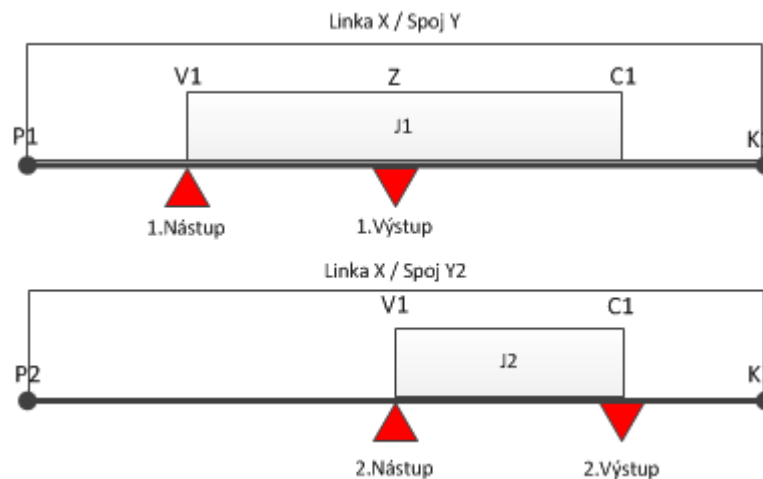 Linka X / Spoj Y
V1 Z C1
J1
P1 K
1.Nástup 1.Výstup
Linka X / Spoj Y2
V1 C1
J2
P2 K
2.Nástup 2.Výstup